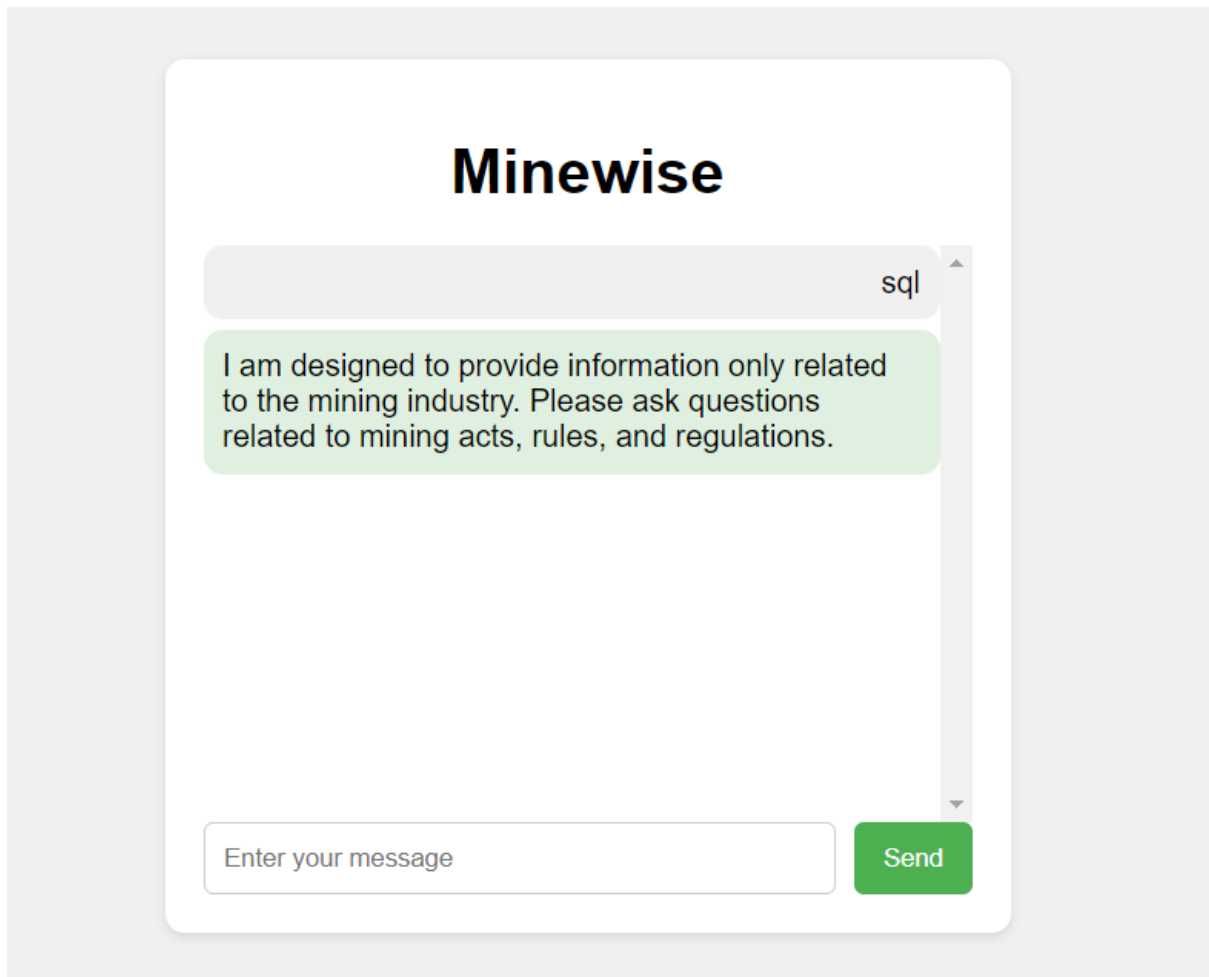 Minewise
sql
I am designed to provide information only related
to the mining industry. Please ask questions
related to mining acts, rules, and regulations.
Enter your message
Send